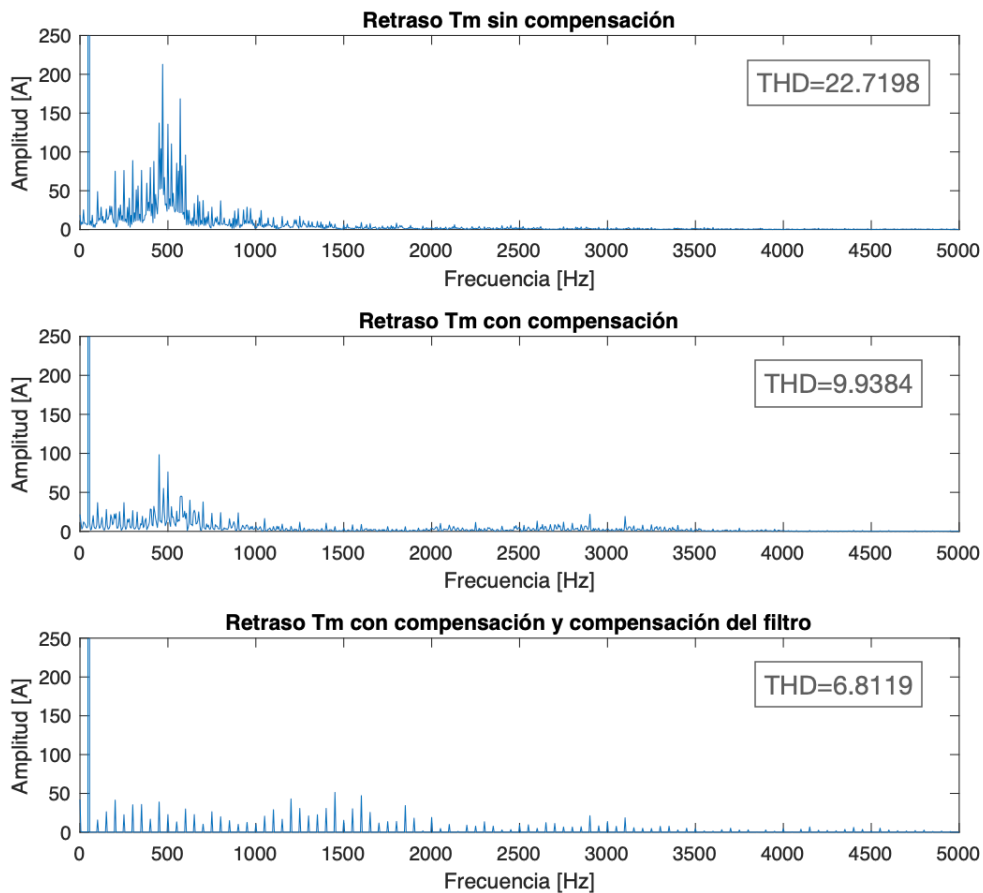 Retraso Tm sin compensación
250
200
150
100
50
0
Amplitud [A]
THD=22.7198
0 500 1000 1500 2000 2500 3000 3500 4000 4500 5000
Frecuencia [Hz]
Retraso Tm con compensación
250
200
150
100
50
0
Amplitud [A]
THD=9.9384
0 500 1000 1500 2000 2500 3000 3500 4000 4500 5000
Frecuencia [Hz]
Retraso Tm con compensación y compensación del filtro
250
200
150
100
50
0
Amplitud [A]
THD=6.8119
0 500 1000 1500 2000 2500 3000 3500 4000 4500 5000
Frecuencia [Hz]